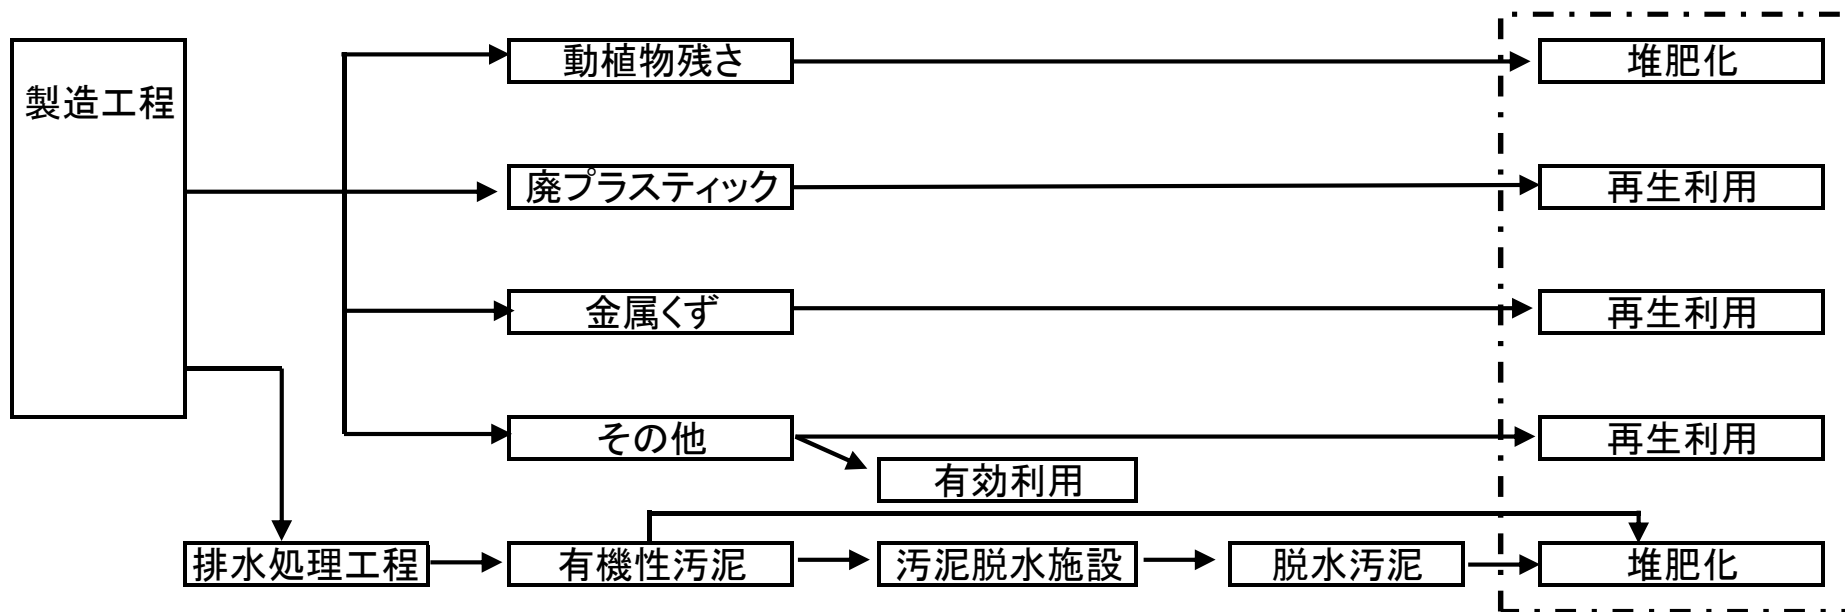 製造工程
動植物残さ
堆肥化
廃プラスティック
再生利用
金属くず
再生利用
その他
再生利用
有効利用
排水処理工程
有機性汚泥
汚泥脱水施設
脱水汚泥
堆肥化